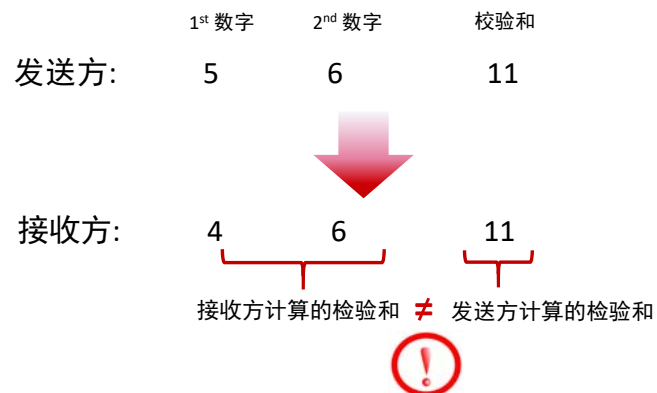 1st 数字 2nd 数字 校验和
发送方: 5 6 11
接收方: 4 6 11
接收方计算的检验和 ≠ 发送方计算的检验和
!